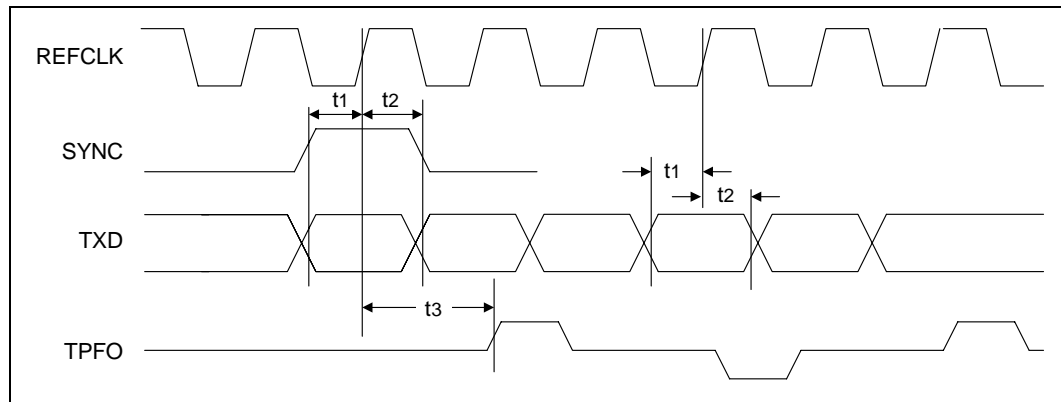 REFCLK
t1
t2
SYNC
t1
t2
TXD
t3
TPFO